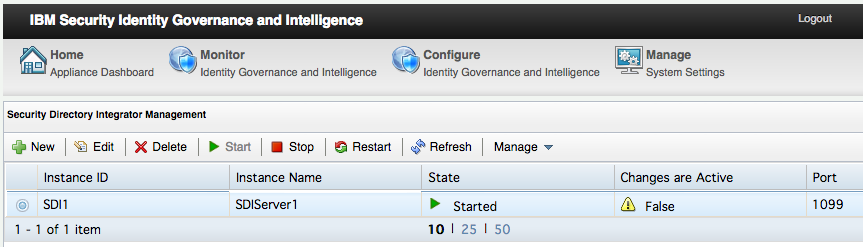 IBM Security Identity Governance and Intelligence Logout
Home Monitor Configure Manage
Appliance Dashboard Identity Governance and Intelligence Identity Governance and Intelligence System Settings
Security Directory Integrator Management
New Edit Delete Start Stop Restart Refresh Manage
Instance ID Instance Name State Changes are Active Port
SDI1 SDIServer1 Started False 1099
1 - 1 of 1 item 10 | 25 | 50